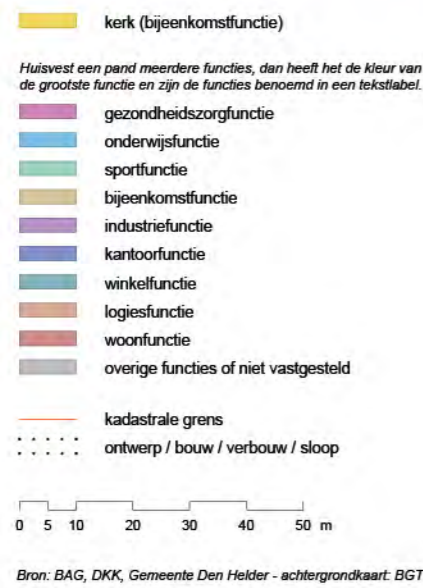 kerk (bijeenkomstfunctie)
Huisvest een pand meerdere functies, dan heeft het de kleur van
de grootste functie en zijn de functies benoemd in een tekstlabel.
gezondheidszorgfunctie
onderwijsfunctie
sportfunctie
bijeenkomstfunctie
industriefunctie
kantoorfunctie
winkelfunctie
logiesfunctie
woonfunctie
overige functies of niet vastgesteld
kadastrale grens
ontwerp / bouw / verbouw / sloop
0 5 10 20 30 40 50 m
Bron: BAG, DKK, Gemeente Den Helder - achtergrondkaart: BGT